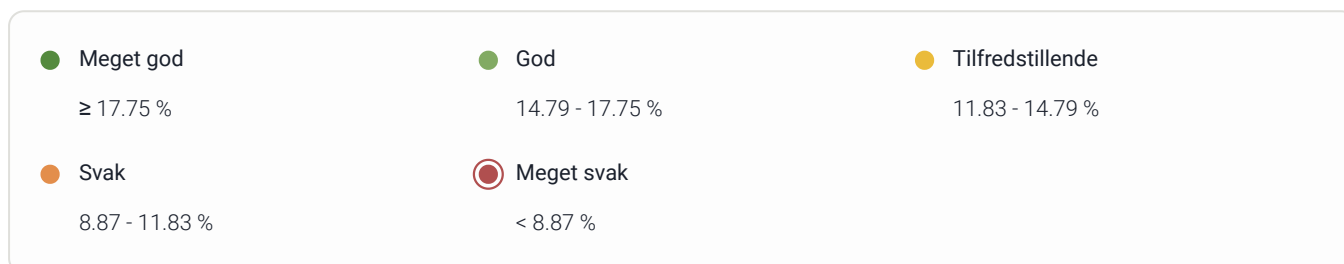 Meget god
God
Tilfredstillende
≥ 17.75 %
14.79 - 17.75 %
11.83 - 14.79 %
Svak
Meget svak
8.87 - 11.83 %
< 8.87 %